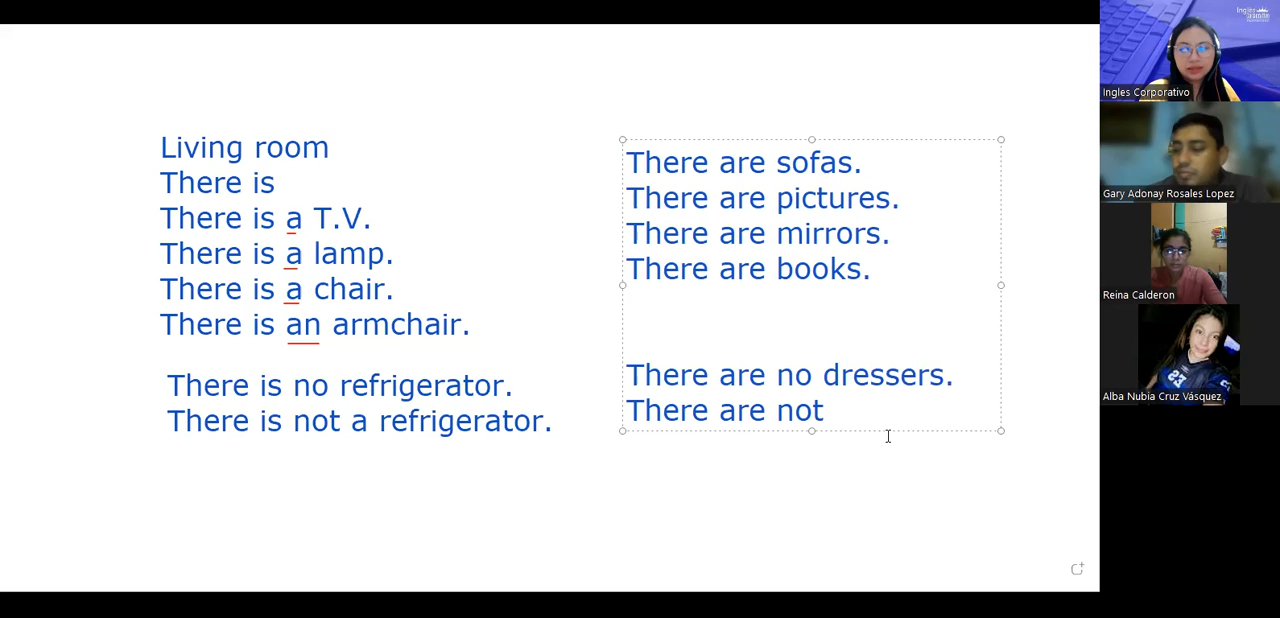 Living room
There is
There is a T.V.
There is a lamp.
There is a chair.
There is an armchair.
There is no refrigerator.
There is not a refrigerator.
There are sofas.
There are pictures.
There are mirrors.
There are books.
There are no dressers.
There are not
Ingles
Ingles Corporativo
Gary Adonay Rosales Lopez
Reina Calderon
Alba Nubia Cruz Vásquez